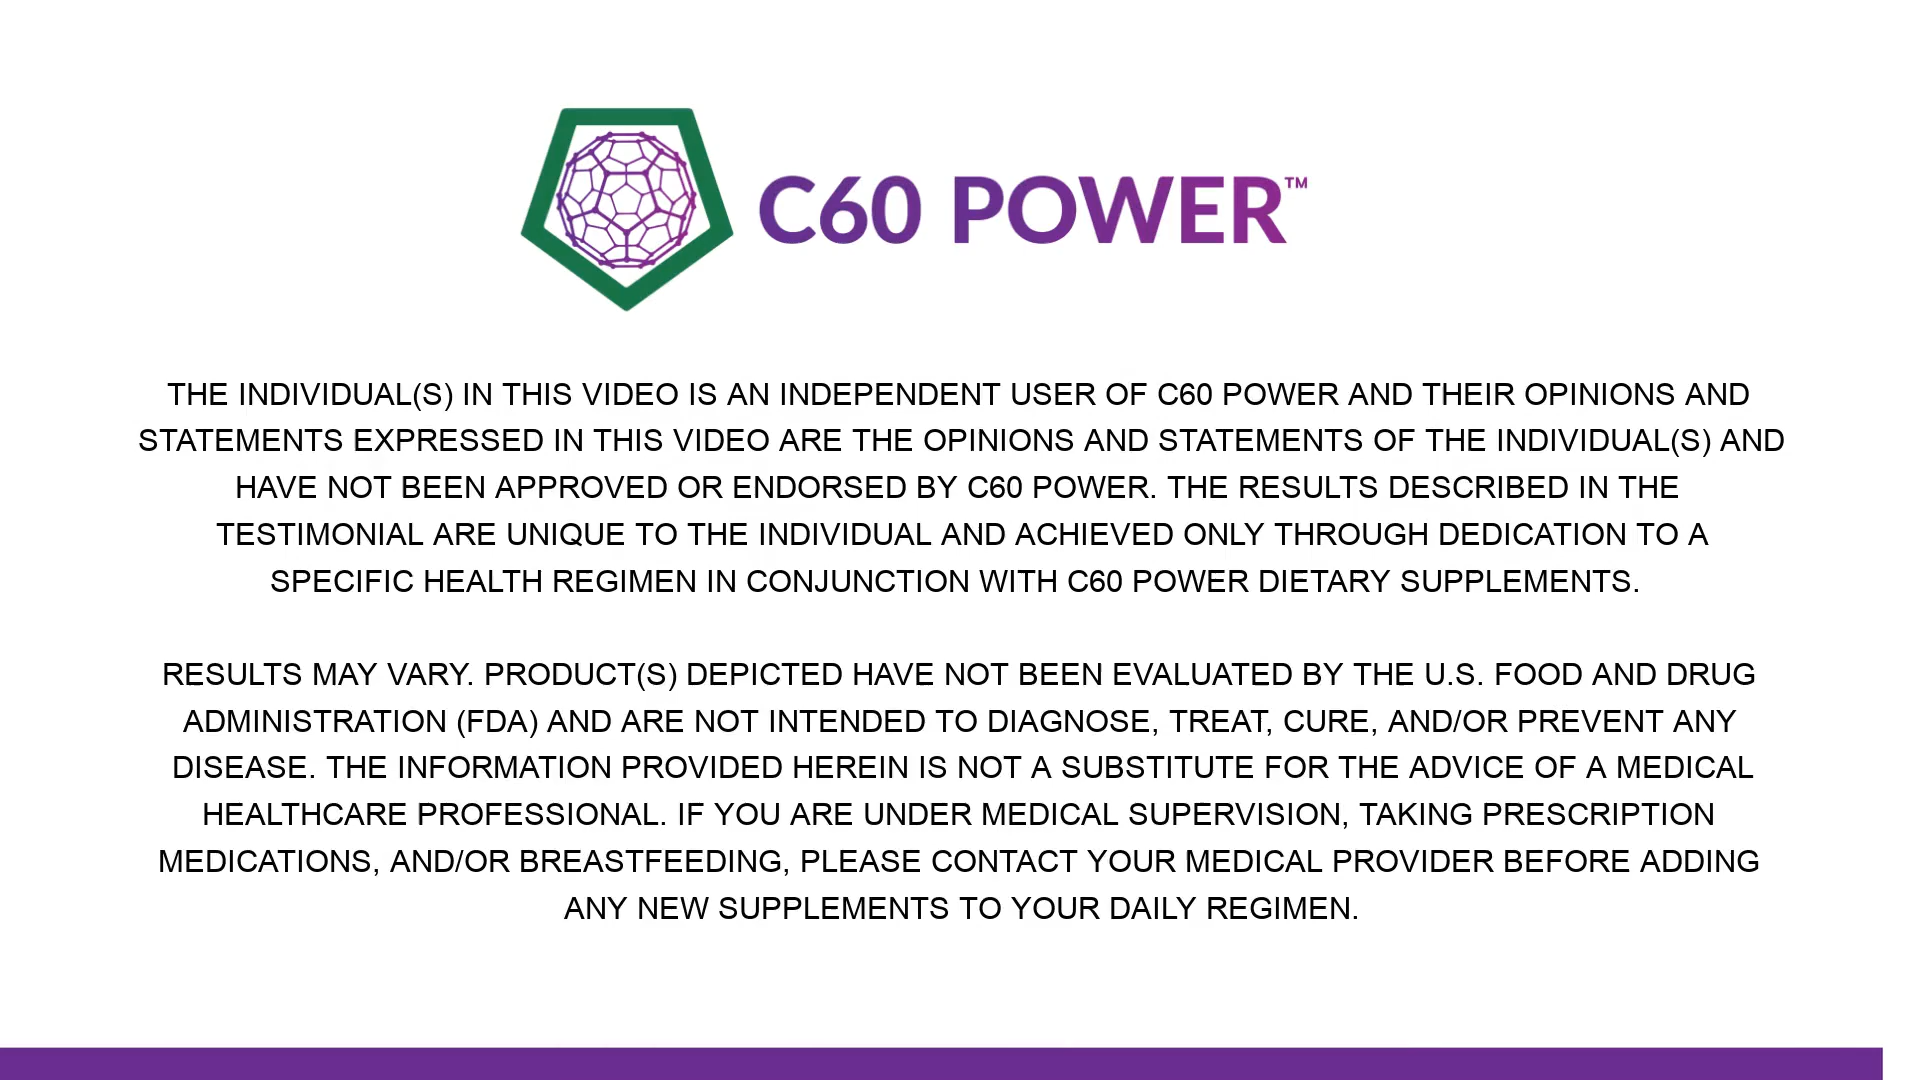 C60 POWER™
THE INDIVIDUAL(S) IN THIS VIDEO IS AN INDEPENDENT USER OF C60 POWER AND THEIR OPINIONS AND
STATEMENTS EXPRESSED IN THIS VIDEO ARE THE OPINIONS AND STATEMENTS OF THE INDIVIDUAL(S) AND
HAVE NOT BEEN APPROVED OR ENDORSED BY C60 POWER. THE RESULTS DESCRIBED IN THE
TESTIMONIAL ARE UNIQUE TO THE INDIVIDUAL AND ACHIEVED ONLY THROUGH DEDICATION TO A
SPECIFIC HEALTH REGIMEN IN CONJUNCTION WITH C60 POWER DIETARY SUPPLEMENTS.
RESULTS MAY VARY. PRODUCT(S) DEPICTED HAVE NOT BEEN EVALUATED BY THE U.S. FOOD AND DRUG
ADMINISTRATION (FDA) AND ARE NOT INTENDED TO DIAGNOSE, TREAT, CURE, AND/OR PREVENT ANY
DISEASE. THE INFORMATION PROVIDED HEREIN IS NOT A SUBSTITUTE FOR THE ADVICE OF A MEDICAL
HEALTHCARE PROFESSIONAL. IF YOU ARE UNDER MEDICAL SUPERVISION, TAKING PRESCRIPTION
MEDICATIONS, AND/OR BREASTFEEDING, PLEASE CONTACT YOUR MEDICAL PROVIDER BEFORE ADDING
ANY NEW SUPPLEMENTS TO YOUR DAILY REGIMEN.